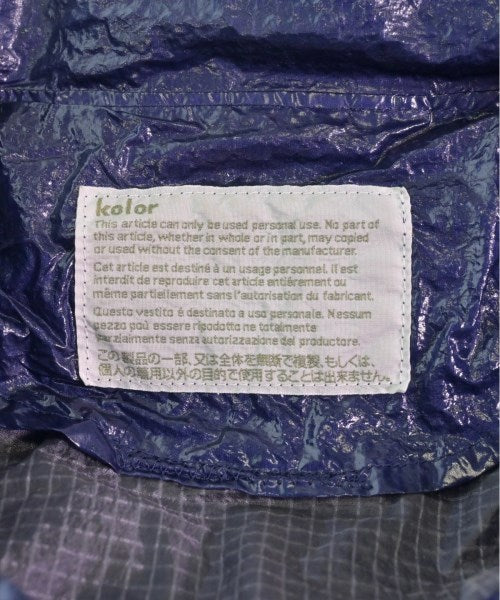 kolor
This article can only be used personal use. No part of
this article, whether in whole or in part, may copied
or used without the consent of the manufacturer.
Cet article est destiné à un usage personnel. Il est
interdit de reproduire cet article entièrement ou
même partiellement sans l'autorisation du fabricant.
Questo vestito é destinato a uso personale. Nessun
pezzo paù essere ripodotto ne totalmente
parzialmente senza autorizzazione del productore.
この製品の一部、又は全体を無断で複製、もしくは、
個人の着用以外の目的で使用することは出来ません。